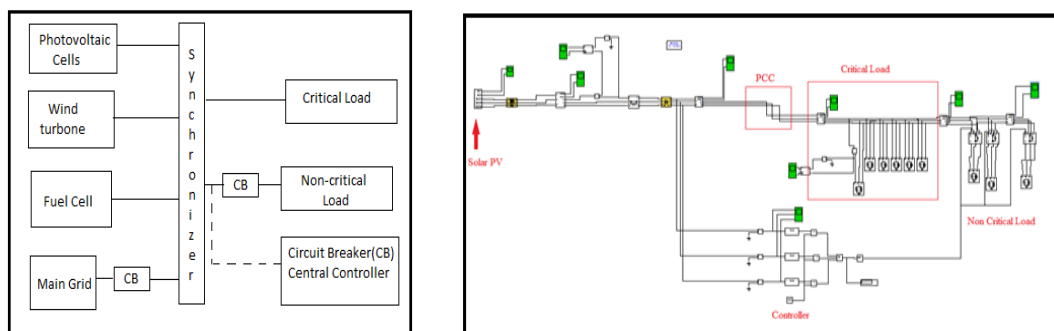 Photovoltaic
Cells
Wind
turbone
Fuel Cell
Main Grid
CB
Synchronizer
Critical Load
CB
Non-critical
Load
Circuit Breaker(CB)
Central Controller
PCC
Critical Load
Solar PV
Non Critical Load
Controller